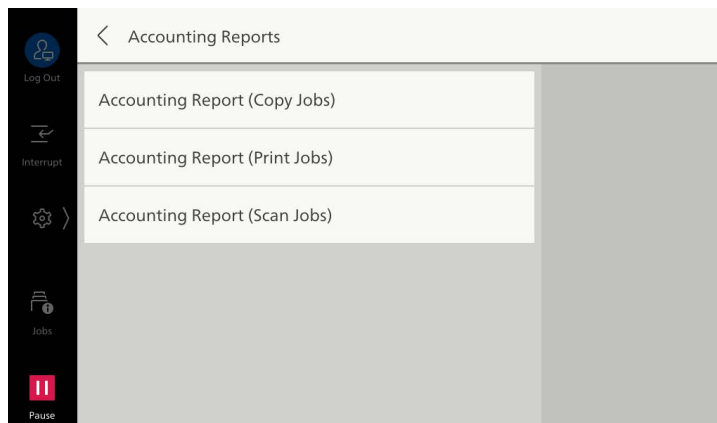 Accounting Reports
Log Out
Accounting Report (Copy Jobs)
Interrupt
Accounting Report (Print Jobs)
Accounting Report (Scan Jobs)
Jobs
Pause